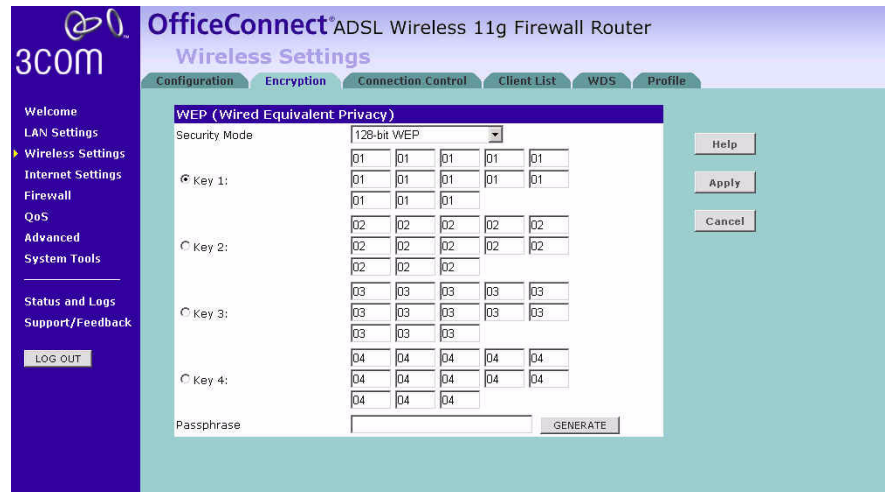 3COM
OfficeConnect® ADSL Wireless 11g Firewall Router
Wireless Settings
Configuration Encryption Connection Control Client List WDS Profile
Welcome
LAN Settings
Wireless Settings
Internet Settings
Firewall
QoS
Advanced
System Tools
Status and Logs
Support/Feedback
LOG OUT
WEP (Wired Equivalent Privacy)
Security Mode 128-bit WEP
01 01 01 01 01
Key 1: 01 01 01 01 01
01 01 01
02 02 02 02 02
Key 2: 02 02 02 02 02
02 02 02
03 03 03 03 03
Key 3: 03 03 03 03 03
03 03 03
04 04 04 04 04
Key 4: 04 04 04 04 04
04 04 04
Passphrase GENERATE
Help
Apply
Cancel